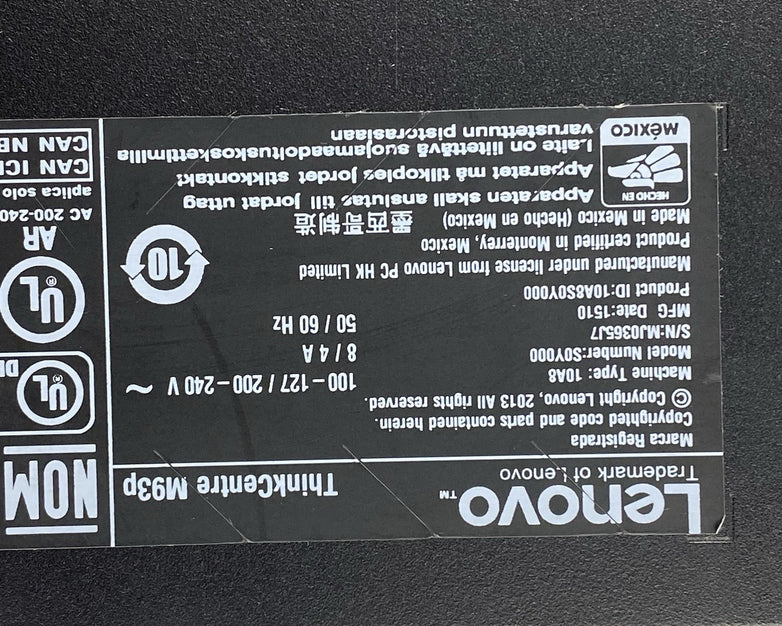 Lenovo™
ThinkCentre M93p
Trademark of Lenovo
Marca Registrada
Copyrighted code and parts contained herein.
© Copyright Lenovo, 2013 All rights reserved.
Machine Type: 10A8
Model Number:S0Y000
S/N:MJ0365J7
MFG Date:1510
Product ID:10A8S0Y000
100-127 / 200-240 V ~
8 / 4 A
50 / 60 Hz
Manufactured under license from Lenovo PC HK Limited
Product certified in Monterrey, Mexico
Made in Mexico (Hecho en Mexico) 墨西哥制造
10
HECHO EN
MÉXICO
Apparaten skall anslutas till jordat uttag
Apparatet må tilkoples jordet stikkontakt
Laite on liitettävä suojamaadoituskoskettimilla
varustettuun pistorasiaan
NOM
UL ®
UL ®
AR
AC 200-240
aplica solo
CAN ICE
CAN NE